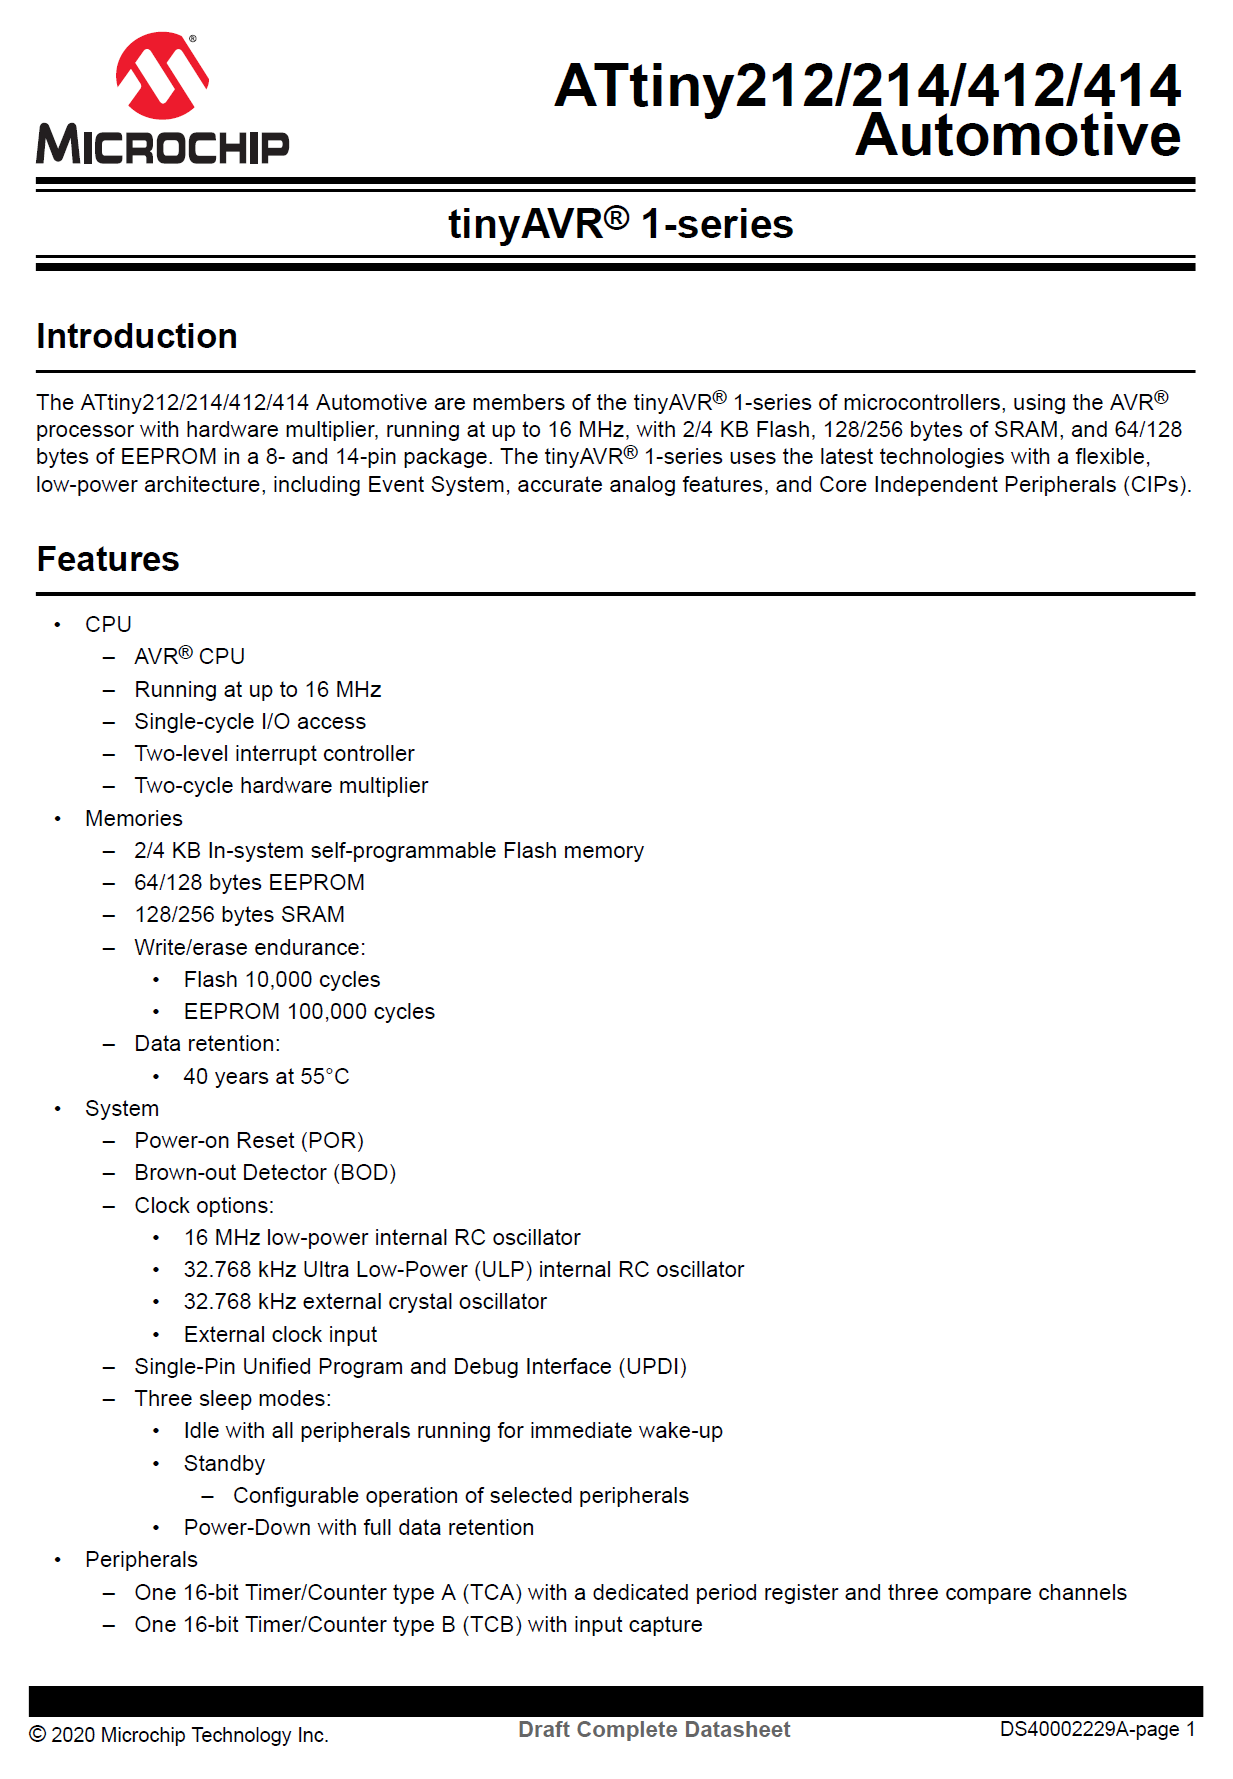 MICROCHIP
ATtiny212/214/412/414
Automotive
tinyAVR® 1-series
Introduction
The ATtiny212/214/412/414 Automotive are members of the tinyAVR® 1-series of microcontrollers, using the AVR®
processor with hardware multiplier, running at up to 16 MHz, with 2/4 KB Flash, 128/256 bytes of SRAM, and 64/128
bytes of EEPROM in a 8- and 14-pin package. The tinyAVR® 1-series uses the latest technologies with a flexible,
low-power architecture, including Event System, accurate analog features, and Core Independent Peripherals (CIPs).
Features
• CPU
– AVR® CPU
– Running at up to 16 MHz
– Single-cycle I/O access
– Two-level interrupt controller
– Two-cycle hardware multiplier
• Memories
– 2/4 KB In-system self-programmable Flash memory
– 64/128 bytes EEPROM
– 128/256 bytes SRAM
– Write/erase endurance:
• Flash 10,000 cycles
• EEPROM 100,000 cycles
– Data retention:
• 40 years at 55°C
• System
– Power-on Reset (POR)
– Brown-out Detector (BOD)
– Clock options:
• 16 MHz low-power internal RC oscillator
• 32.768 kHz Ultra Low-Power (ULP) internal RC oscillator
• 32.768 kHz external crystal oscillator
• External clock input
– Single-Pin Unified Program and Debug Interface (UPDI)
– Three sleep modes:
• Idle with all peripherals running for immediate wake-up
• Standby
– Configurable operation of selected peripherals
• Power-Down with full data retention
• Peripherals
– One 16-bit Timer/Counter type A (TCA) with a dedicated period register and three compare channels
– One 16-bit Timer/Counter type B (TCB) with input capture
© 2020 Microchip Technology Inc.
Draft Complete Datasheet
DS40002229A-page 1